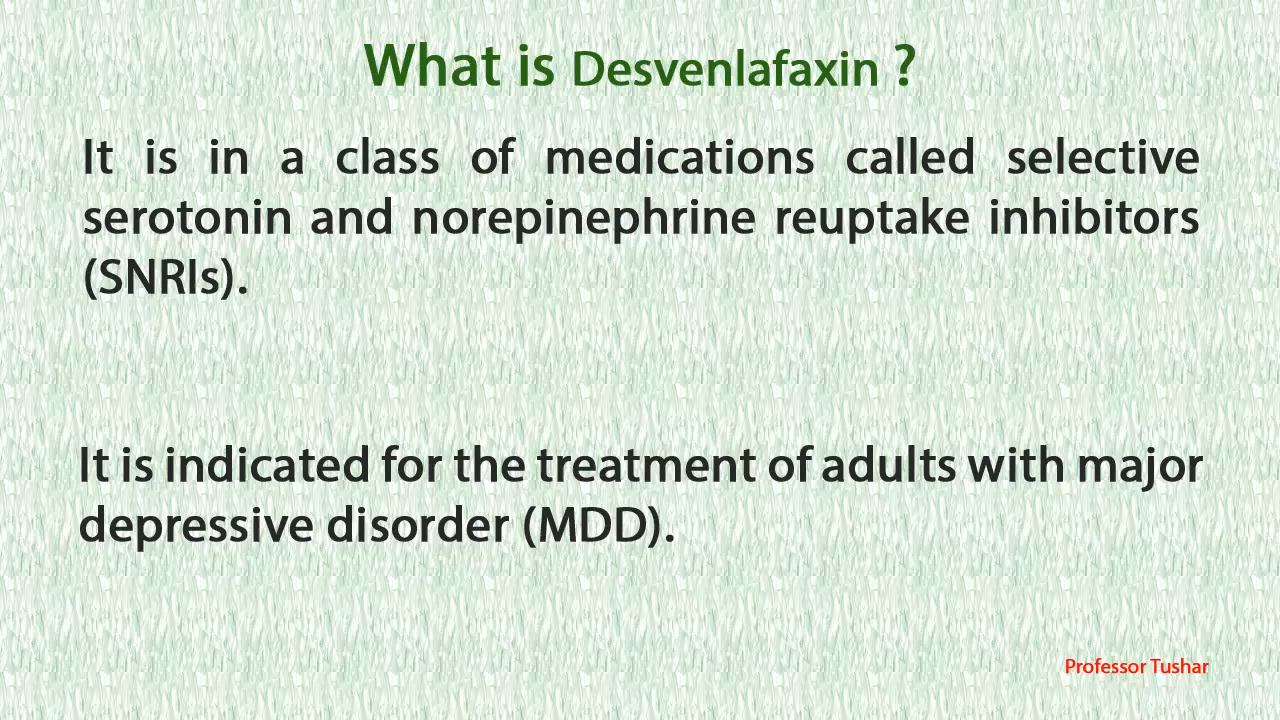 What is Desvenlafaxin ?
It is in a class of medications called selective
serotonin and norepinephrine reuptake inhibitors
(SNRIs).
It is indicated for the treatment of adults with major
depressive disorder (MDD).
Professor Tushar